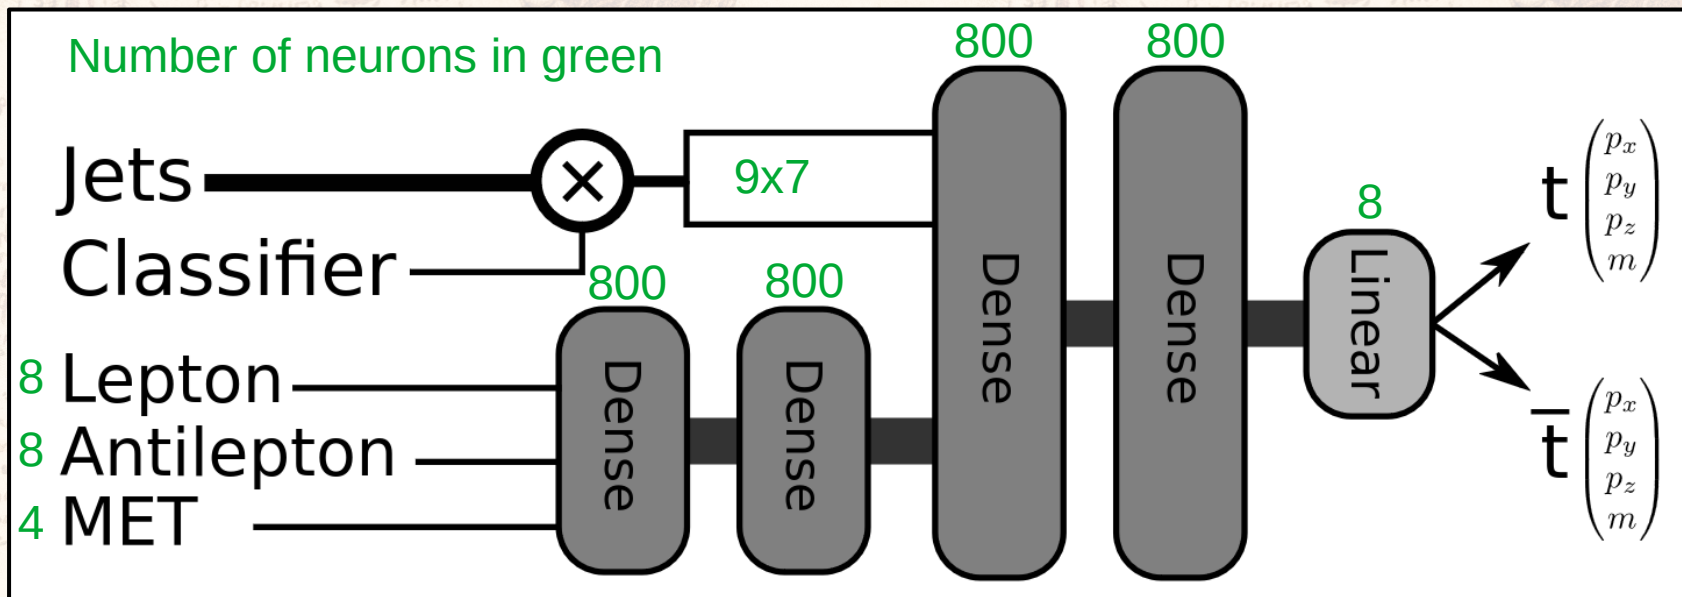 Number of neurons in green
800
800
Jets
×
9x7
Classifier
800
800
8
8 Lepton
8 Antilepton
4 MET
Dense
Dense
Dense
Dense
Linear
t
p_x
p_y
p_z
m
t̄
p_x
p_y
p_z
m